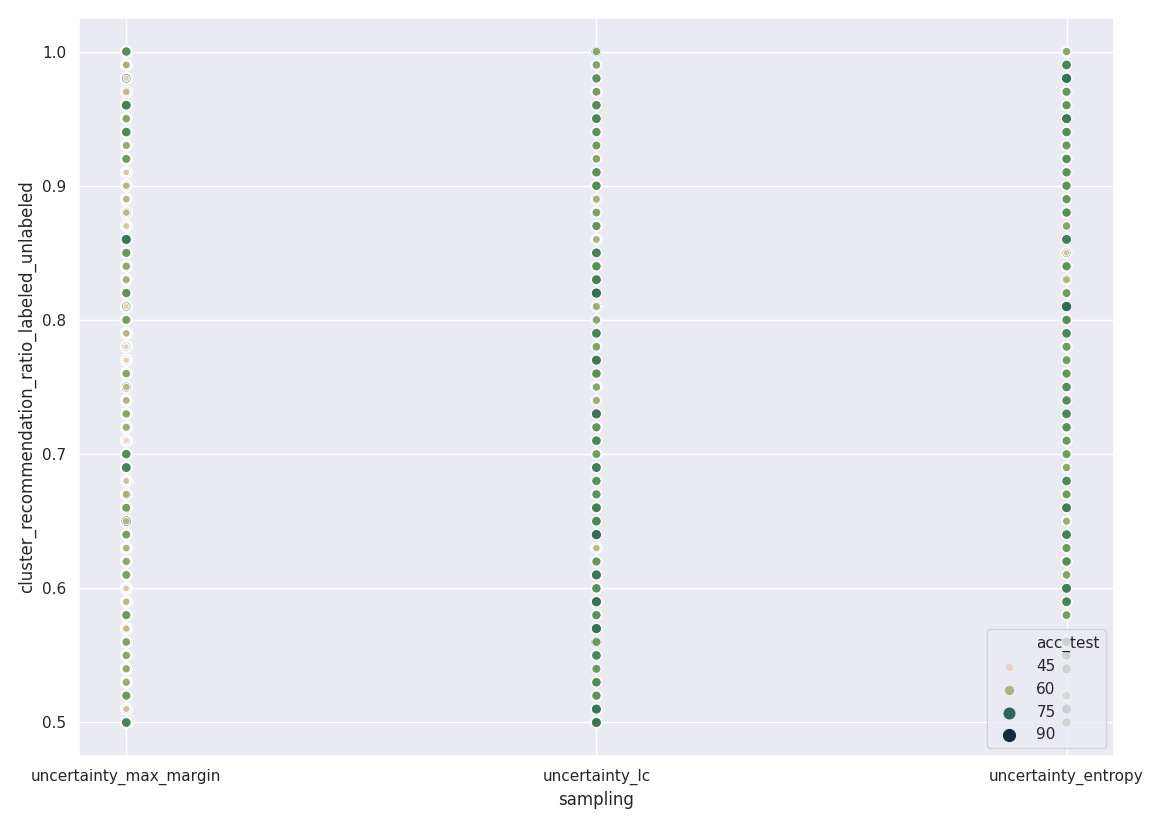 1.0
0.9
0.8
0.7
0.6
0.5
cluster_recommendation_ratio_labeled_unlabeled
acc_test
45
60
75
90
uncertainty_max_margin
uncertainty_lc
uncertainty_entropy
sampling